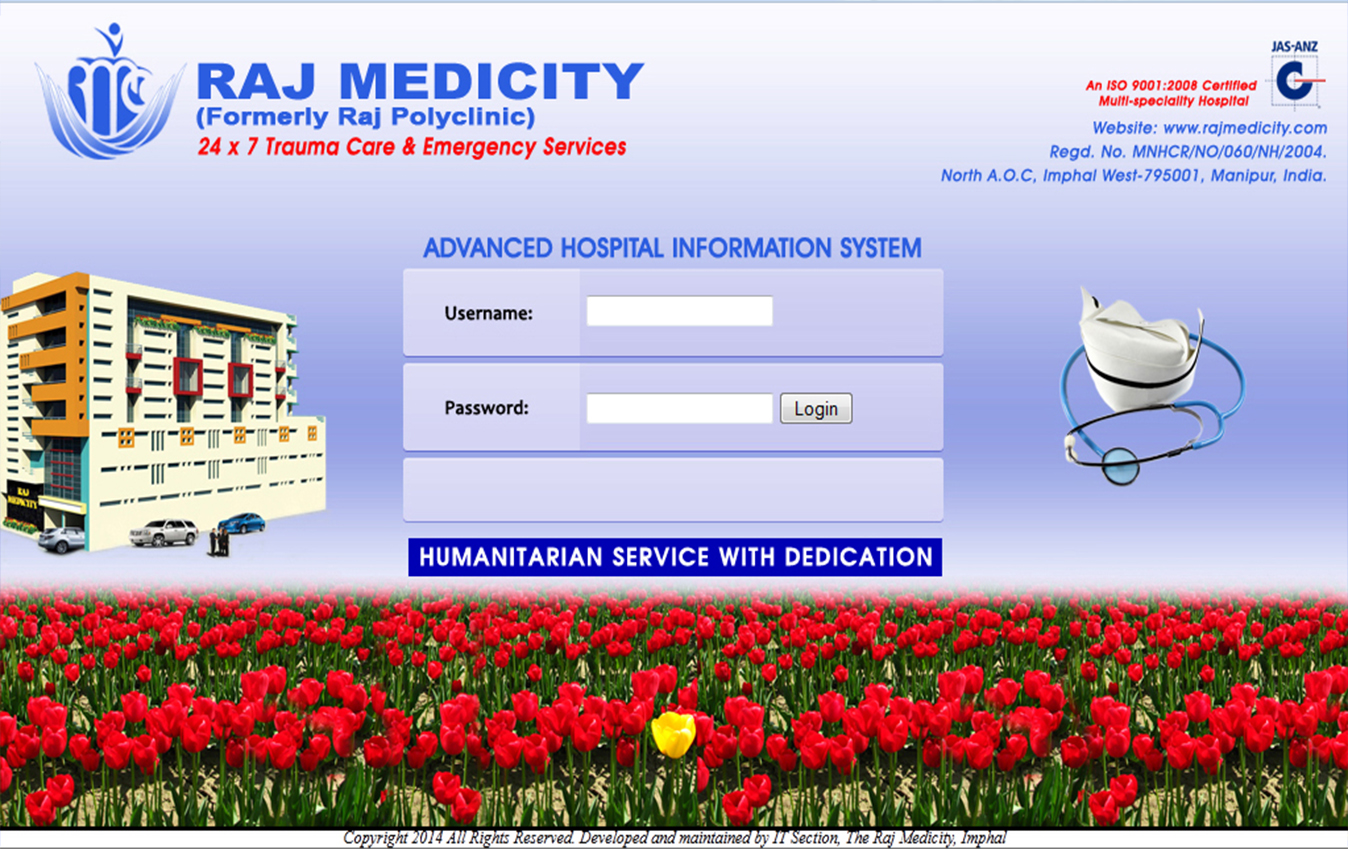 RAJ MEDICITY
(Formerly Raj Polyclinic)
24 x 7 Trauma Care & Emergency Services
JAS-ANZ
An ISO 9001:2008 Certified
Multi-speciality Hospital
Website: www.rajmedicity.com
Regd. No. MNHCR/NO/060/NH/2004.
North A.O.C, Imphal West-795001, Manipur, India.
ADVANCED HOSPITAL INFORMATION SYSTEM
Username:
Password:
Login
RAJ
MEDICITY
HUMANITARIAN SERVICE WITH DEDICATION
Copyright 2014 All Rights Reserved. Developed and maintained by IT Section, The Raj Medicity, Imphal